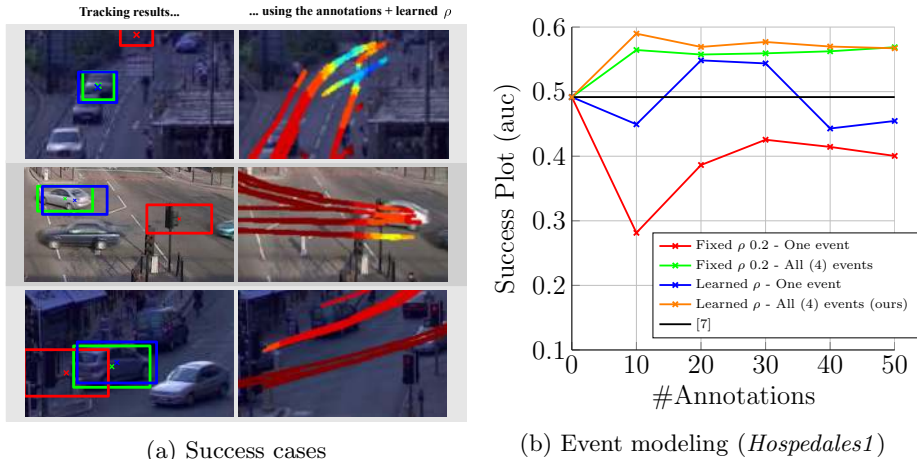 Tracking results...
... using the annotations + learned ρ
(a) Success cases
Success Plot (auc)
0.6
0.5
0.4
0.3
0.2
0.1
0
10
20
30
40
50
#Annotations
Fixed ρ 0.2 - One event
Fixed ρ 0.2 - All (4) events
Learned ρ - One event
Learned ρ - All (4) events (ours)
[7]
(b) Event modeling (Hospedales1)